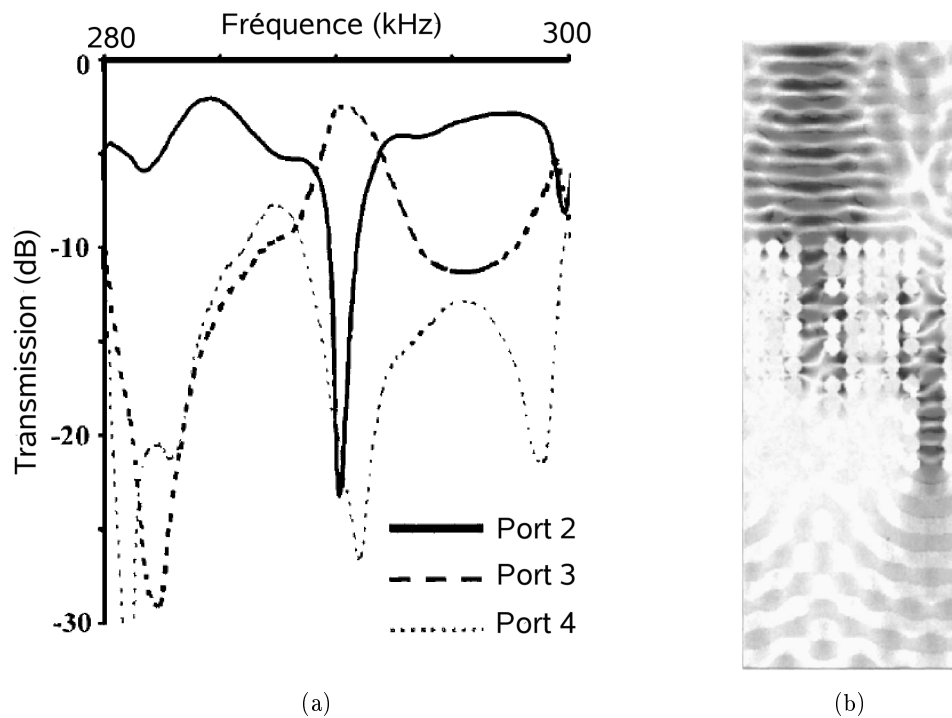 Fréquence (kHz)
280
300
0
-10
-20
-30
Transmission (dB)
Port 2
Port 3
Port 4
(a)
(b)